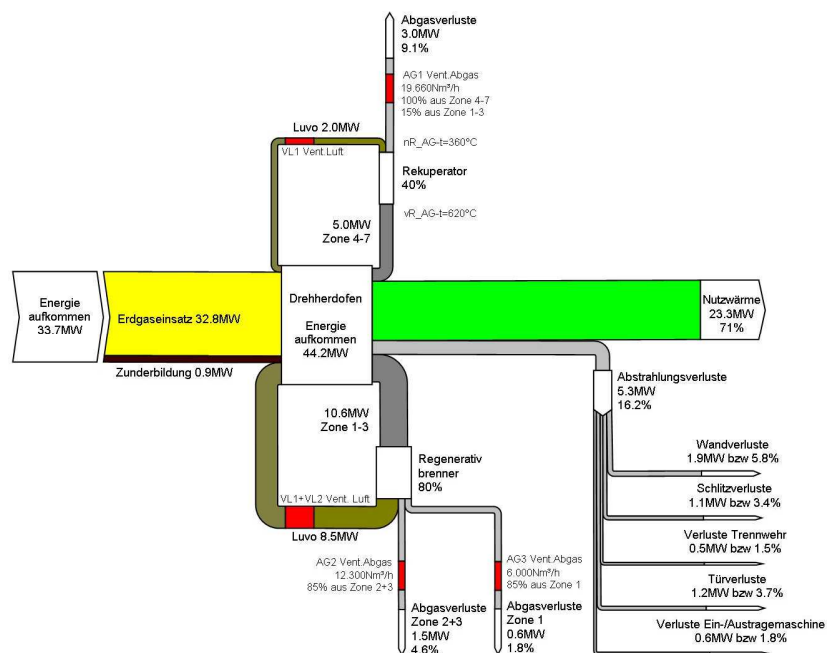 Abgasverluste
3.0MW
9.1%
AG1 Vent.Abgas
19.660Nm³/h
100% aus Zone 4-7
15% aus Zone 1-3
Luvo 2.0MW
VL1 Vent.Luft
nR_AG-t=360°C
Rekuperator
40%
vR_AG-t=620°C
5.0MW
Zone 4-7
Energie
aufkommen
33.7MW
Erdgaseinsatz 32.8MW
Zunderbildung 0.9MW
Drehherdofen
Energie
aufkommen
44.2MW
Nutzwärme
23.3MW
71%
Abstrahlungsverluste
5.3MW
16.2%
10.6MW
Zone 1-3
Regenerativ
brenner
80%
VL1+VL2 Vent. Luft
Luvo 8.5MW
Wandverluste
1.9MW bzw 5.8%
Schlitzverluste
1.1MW bzw 3.4%
Verluste Trennwehr
0.5MW bzw 1.5%
Türverluste
1.2MW bzw 3.7%
Verluste Ein-/Austragemaschine
0.6MW bzw 1.8%
AG2 Vent.Abgas
12.300Nm³/h
85% aus Zone 2+3
AG3 Vent.Abgas
6.000Nm³/h
85% aus Zone 1
Abgasverluste
Zone 2+3
1.5MW
4.6%
Abgasverluste
Zone 1
0.6MW
1.8%